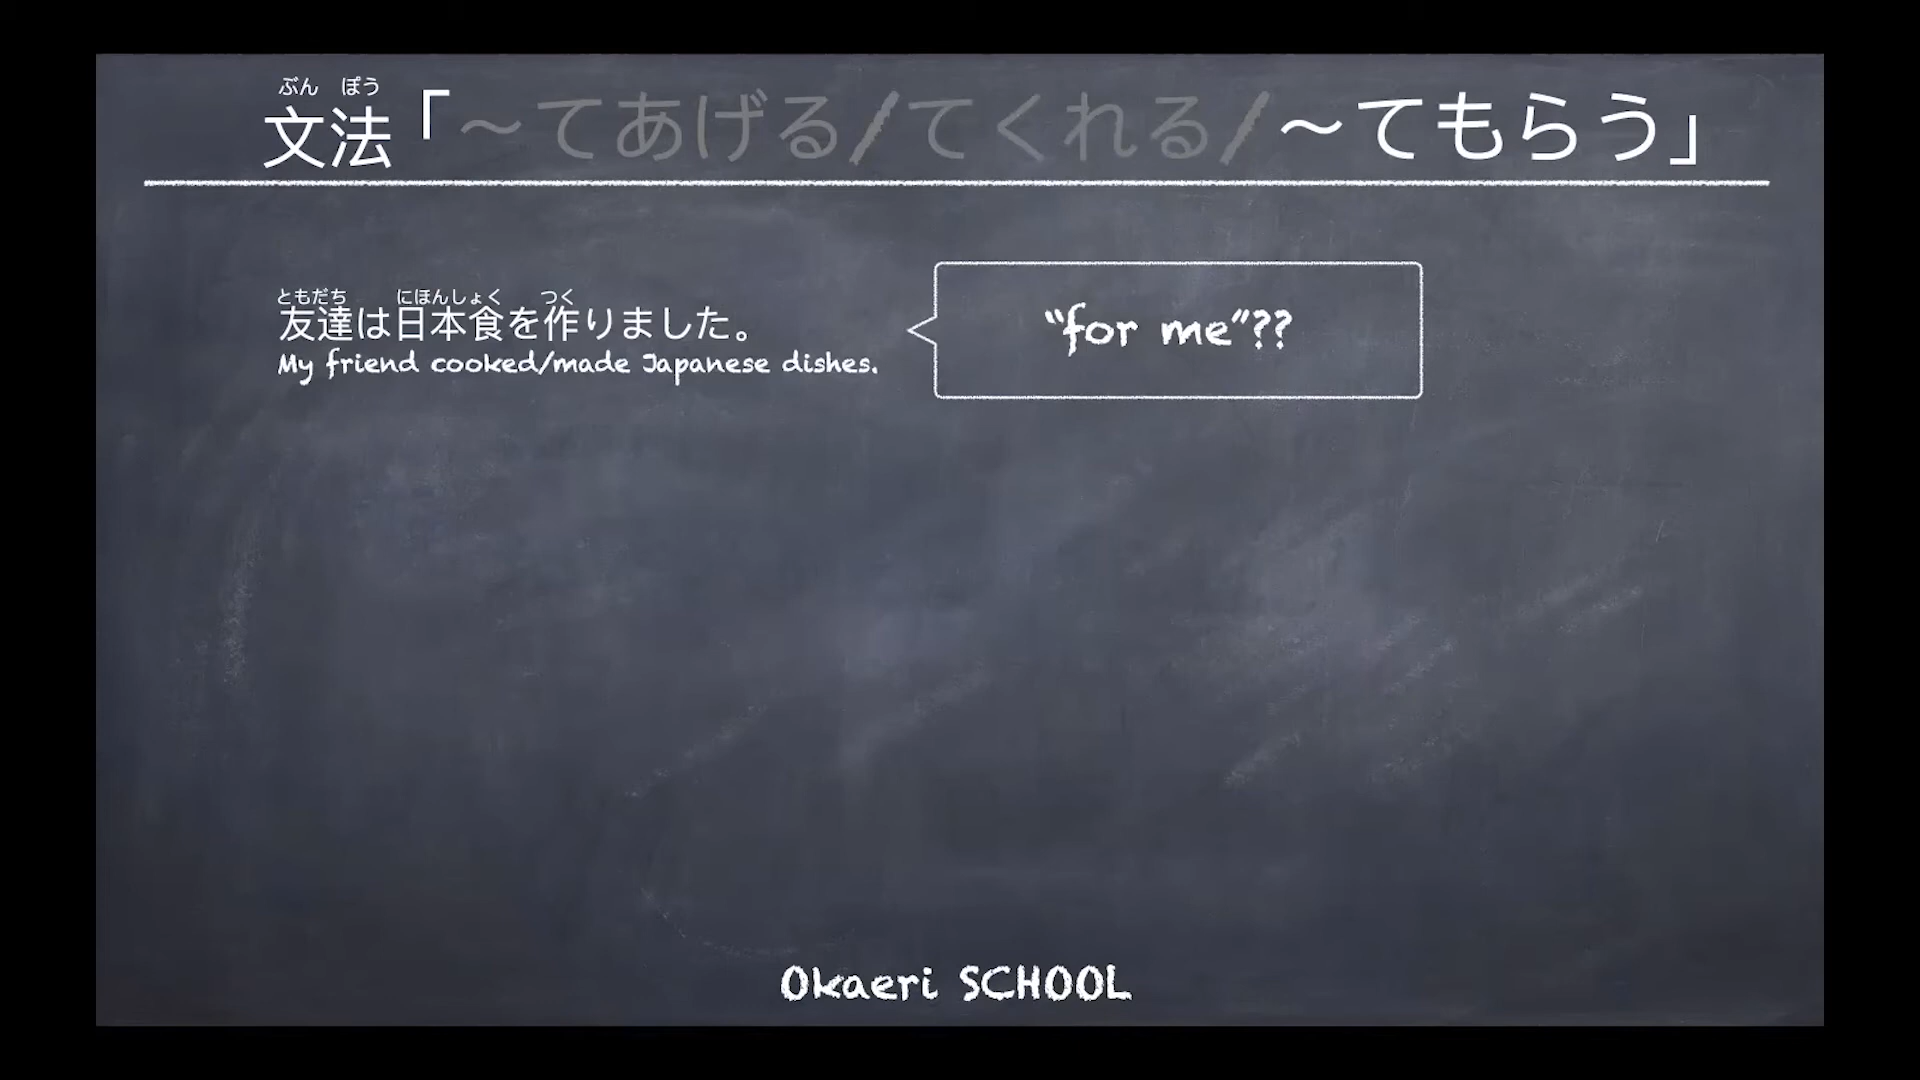 ぶん ぽう
文法「～てあげる/てくれる/～てもらう」
ともだち にほんしょく つく
友達は日本食を作りました。
My friend cooked/made Japanese dishes.
“for me”??
Okaeri SCHOOL